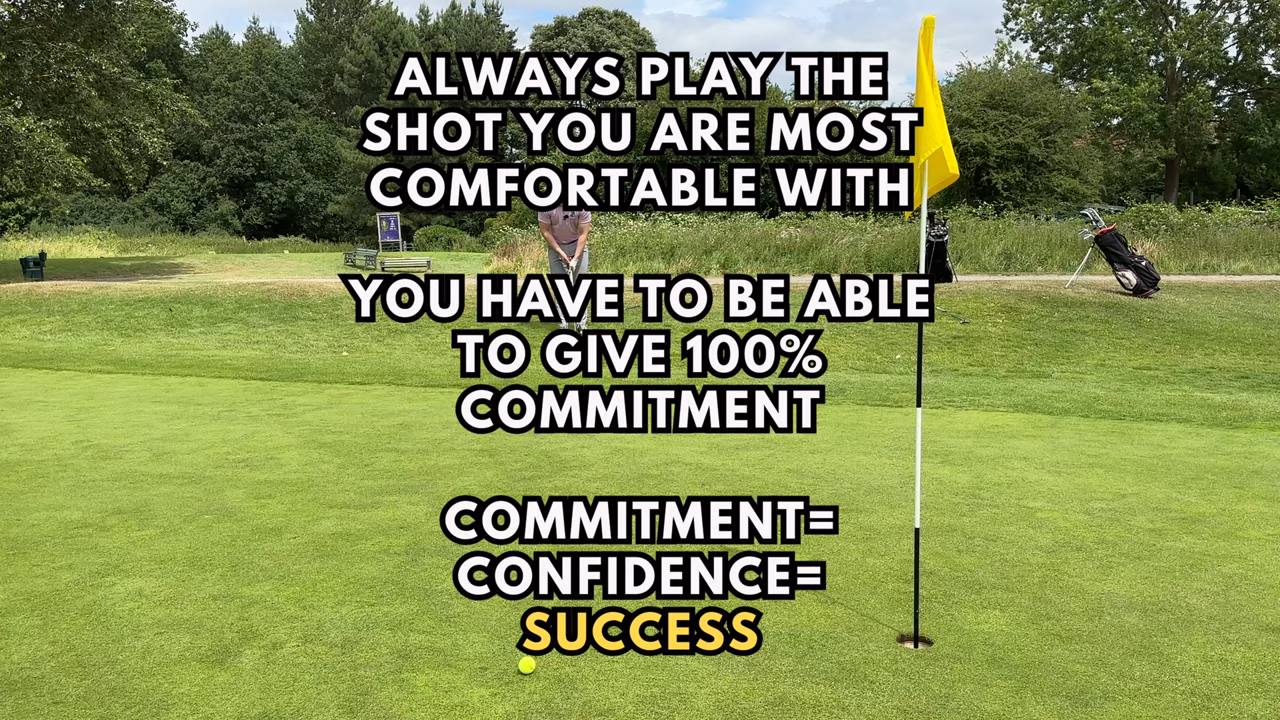 ALWAYS PLAY THE
SHOT YOU ARE MOST
COMFORTABLE WITH
YOU HAVE TO BE ABLE
TO GIVE 100%
COMMITMENT
COMMITMENT=
CONFIDENCE=
SUCCESS